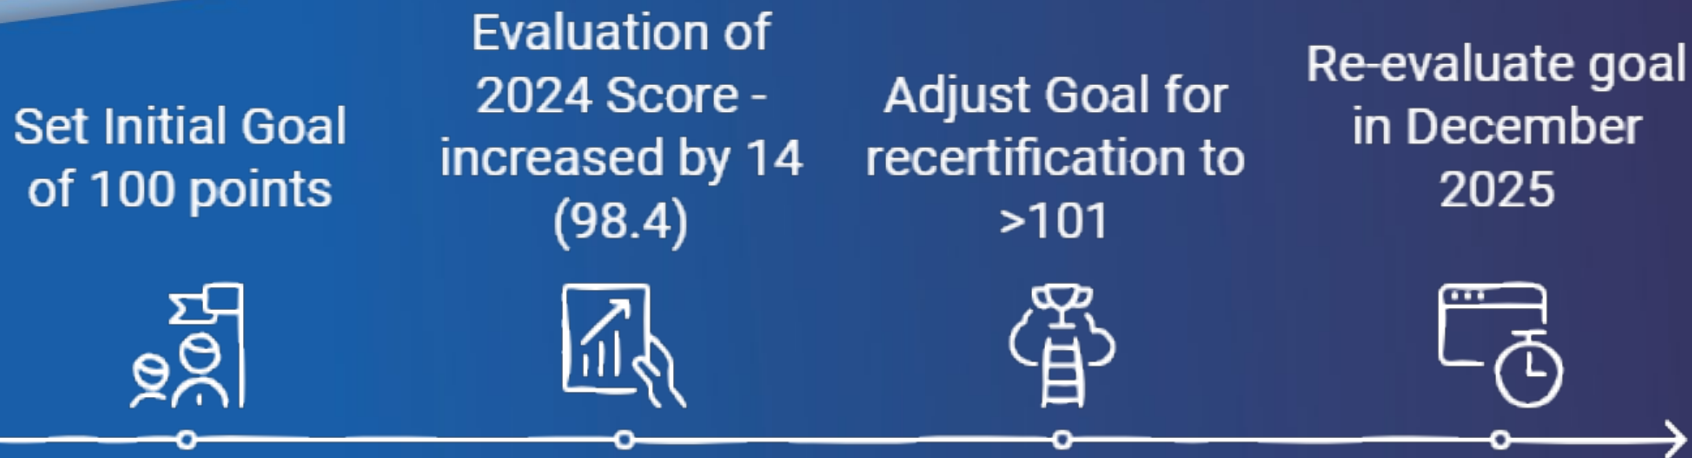 Set Initial Goal
of 100 points
Evaluation of
2024 Score -
increased by 14
(98.4)
Adjust Goal for
recertification to
>101
Re-evaluate goal
in December
2025